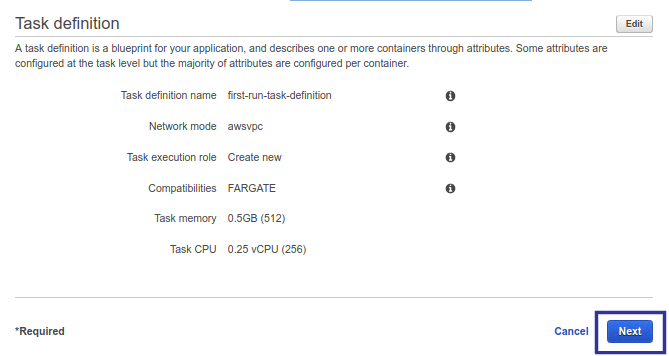 Task definition
Edit
A task definition is a blueprint for your application, and describes one or more containers through attributes. Some attributes are
configured at the task level but the majority of attributes are configured per container.
Task definition name first-run-task-definition
Network mode awsvpc
Task execution role Create new
Compatibilities FARGATE
Task memory 0.5GB (512)
Task CPU 0.25 vCPU (256)
*Required
Cancel
Next